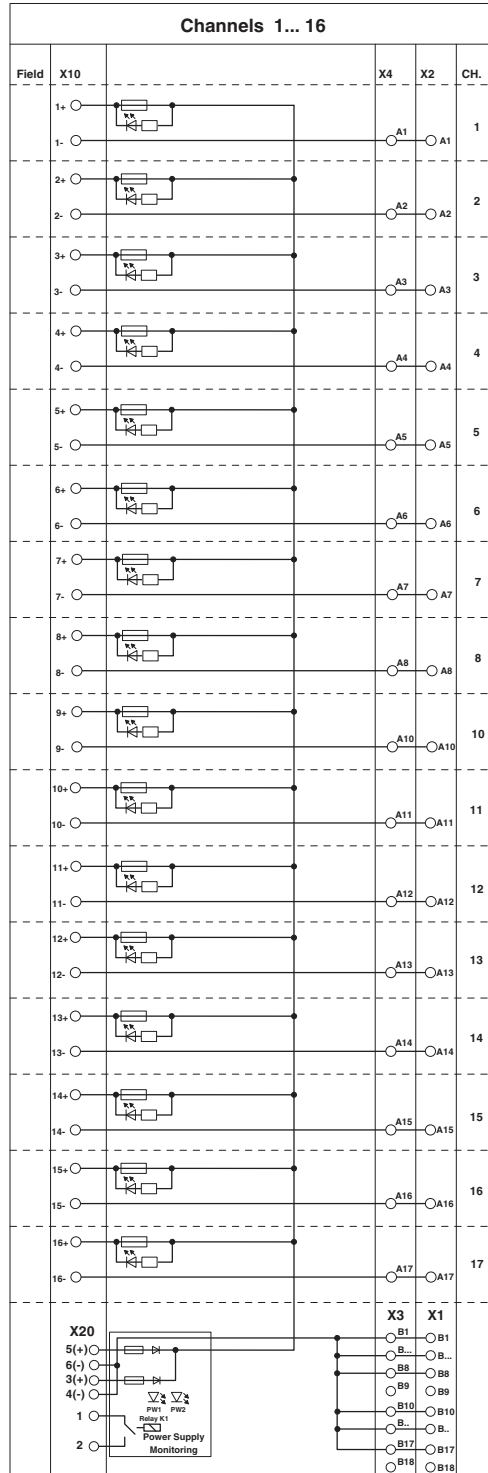 Channels 1... 16
Field X10 X4 X2 CH.
1+
A1 A1 1
1-
2+
A2 A2 2
2-
3+
A3 A3 3
3-
4+
A4 A4 4
4-
5+
A5 A5 5
5-
6+
A6 A6 6
6-
7+
A7 A7 7
7-
8+
A8 A8 8
8-
9+
A10 A10 10
9-
10+
A11 A11 11
10-
11+
A12 A12 12
11-
12+
A13 A13 13
12-
13+
A14 A14 14
13-
14+
A15 A15 15
14-
15+
A16 A16 16
15-
16+
A17 A17 17
16-
X3 X1
X20
B1 B1
5(+)
B... B...
6(-)
B8 B8
3(+)
B9 B9
4(-)
PW1 PW2
B10 B10
1
Relay K1
B.. B..
Power Supply
2
B17 B17
Monitoring
B18 B18